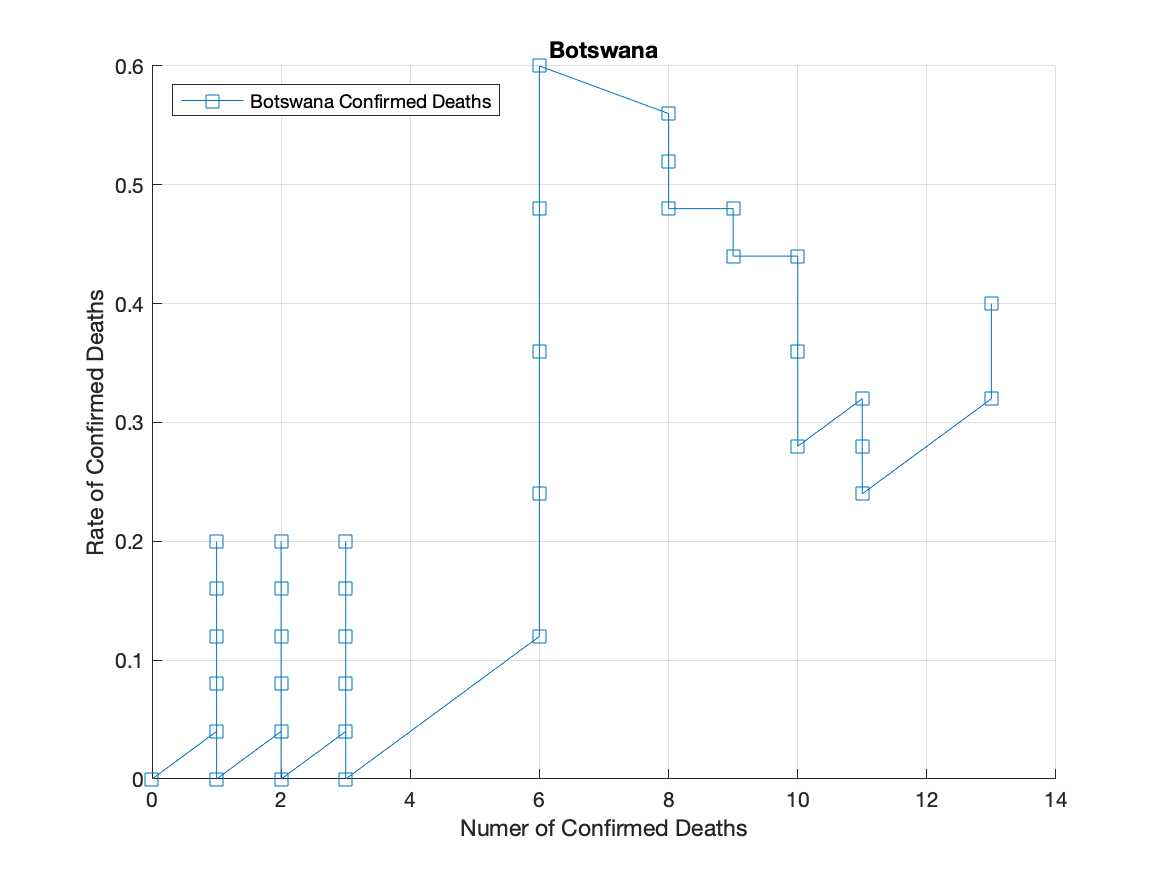 Botswana
Botswana Confirmed Deaths
Rate of Confirmed Deaths
0.6
0.5
0.4
0.3
0.2
0.1
0
0 2 4 6 8 10 12 14
Numer of Confirmed Deaths